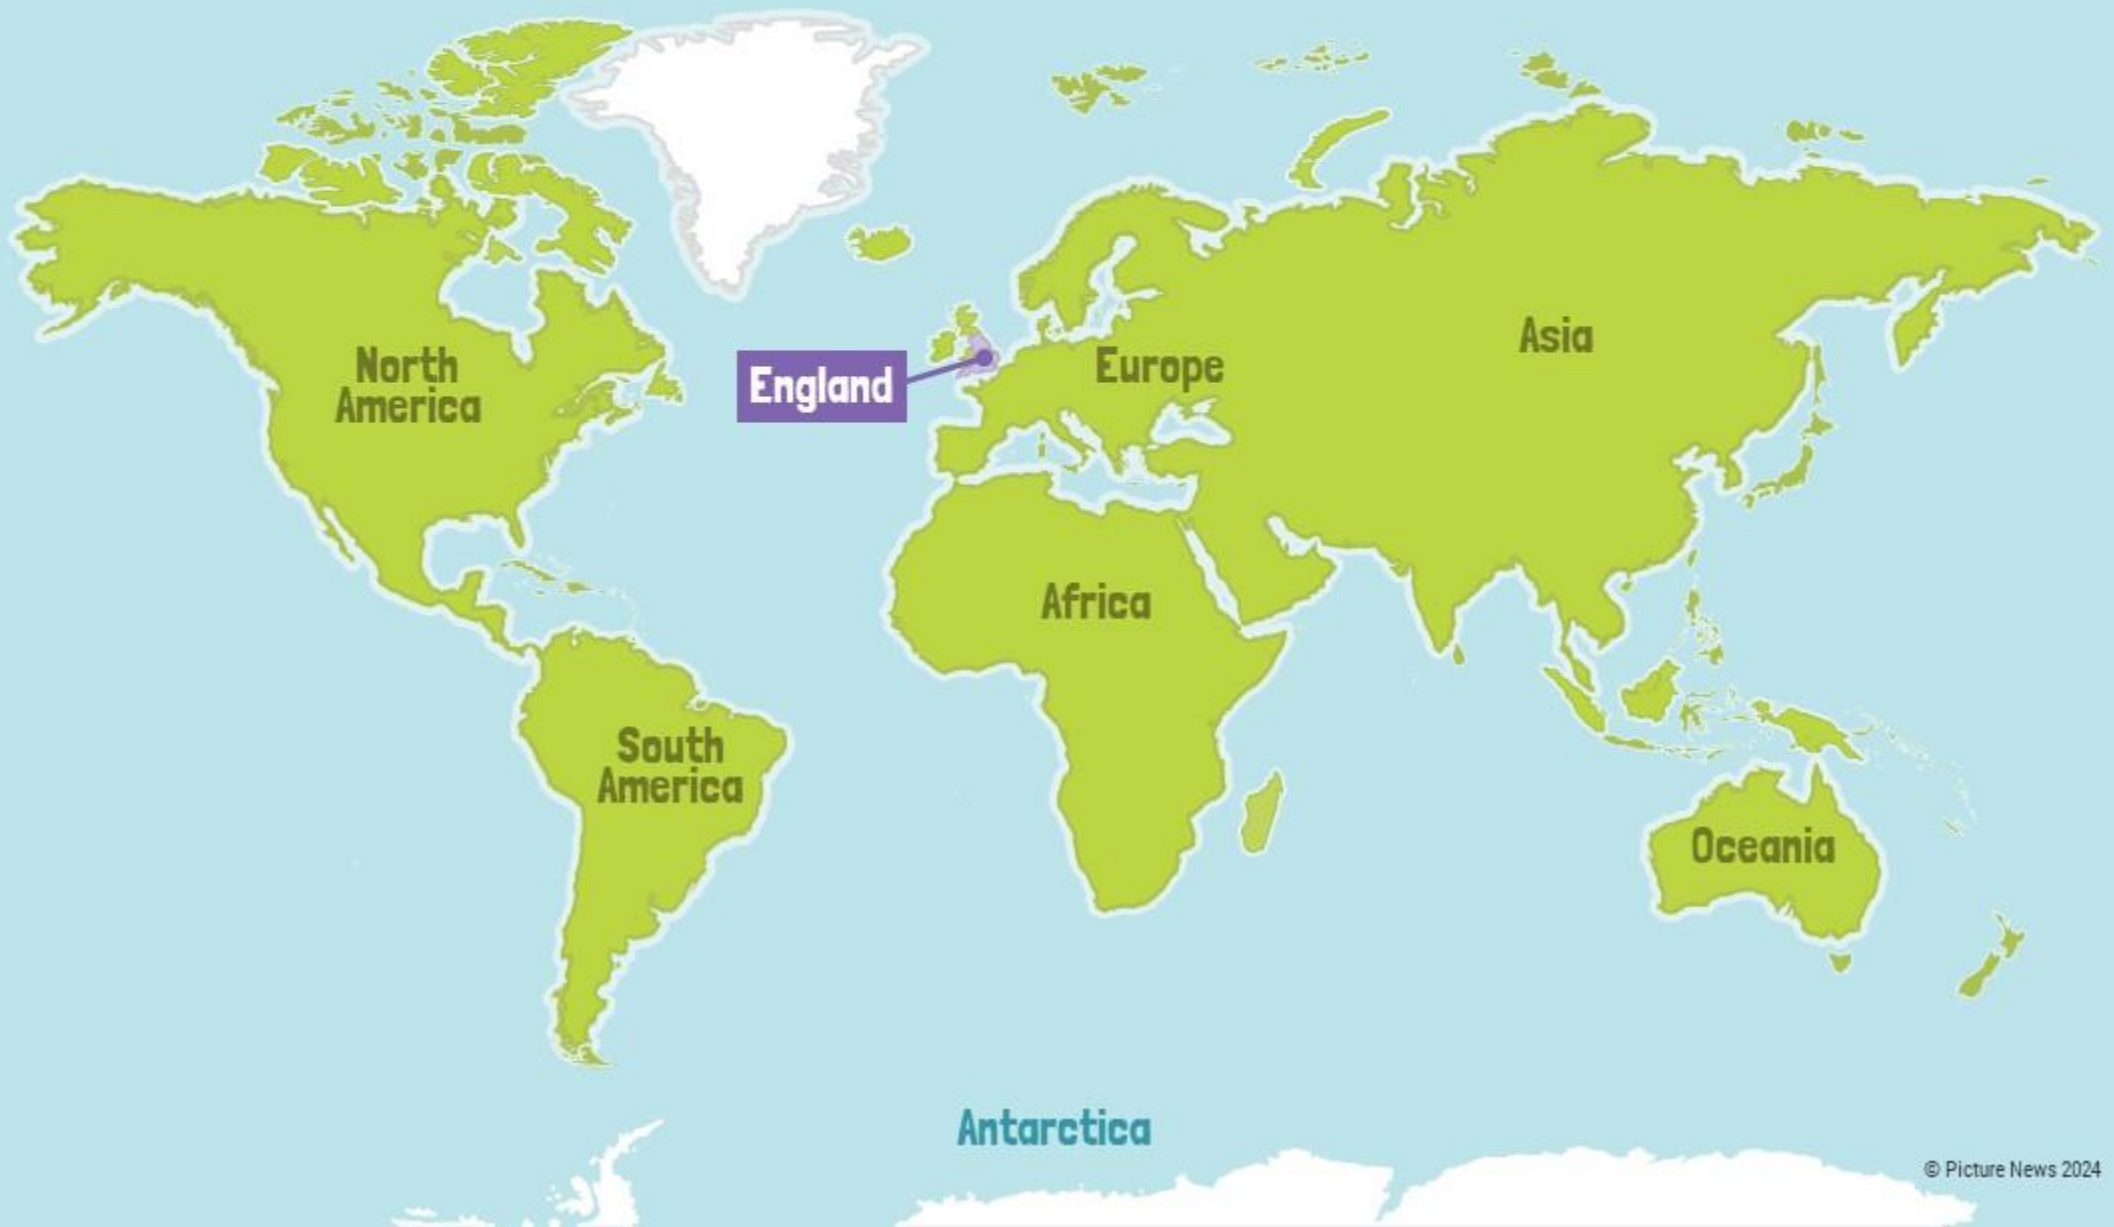 North
America
England
Europe
Asia
Africa
South
America
Oceania
Antarctica
© Picture News 2024